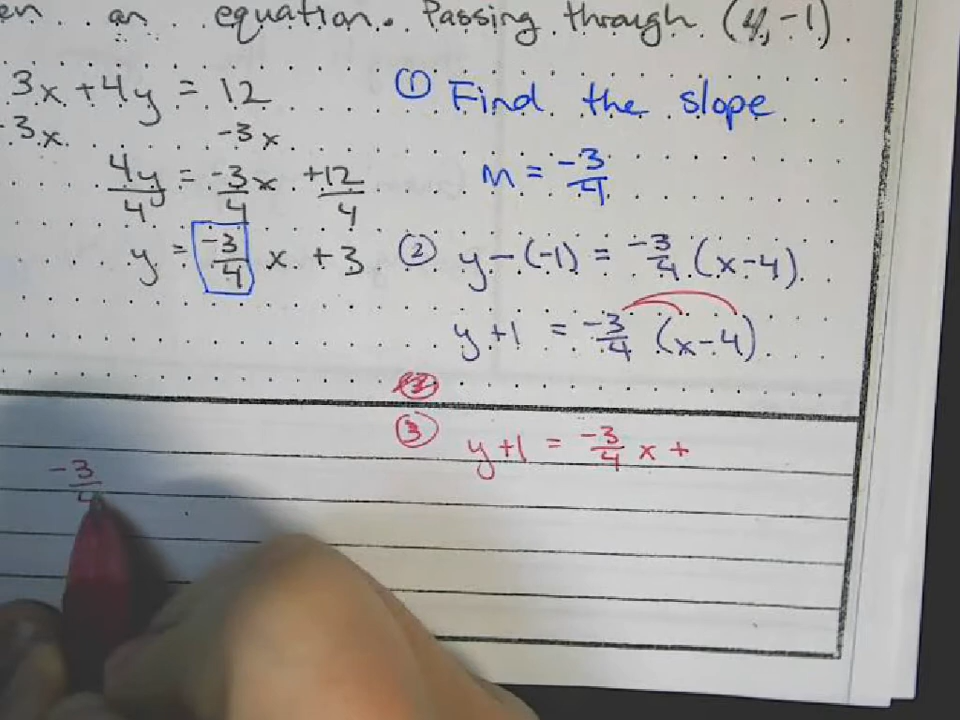 an equation. Passing through (4,-1)
3x + 4y = 12
-3x -3x
4y/4 = -3/4 x +12/4
y = -3/4 x + 3
① Find the slope
m = -3/4
② y-(-1) = -3/4 (x-4)
y+1 = -3/4 (x-4)
③ y+1 = -3/4 x +
-3/4